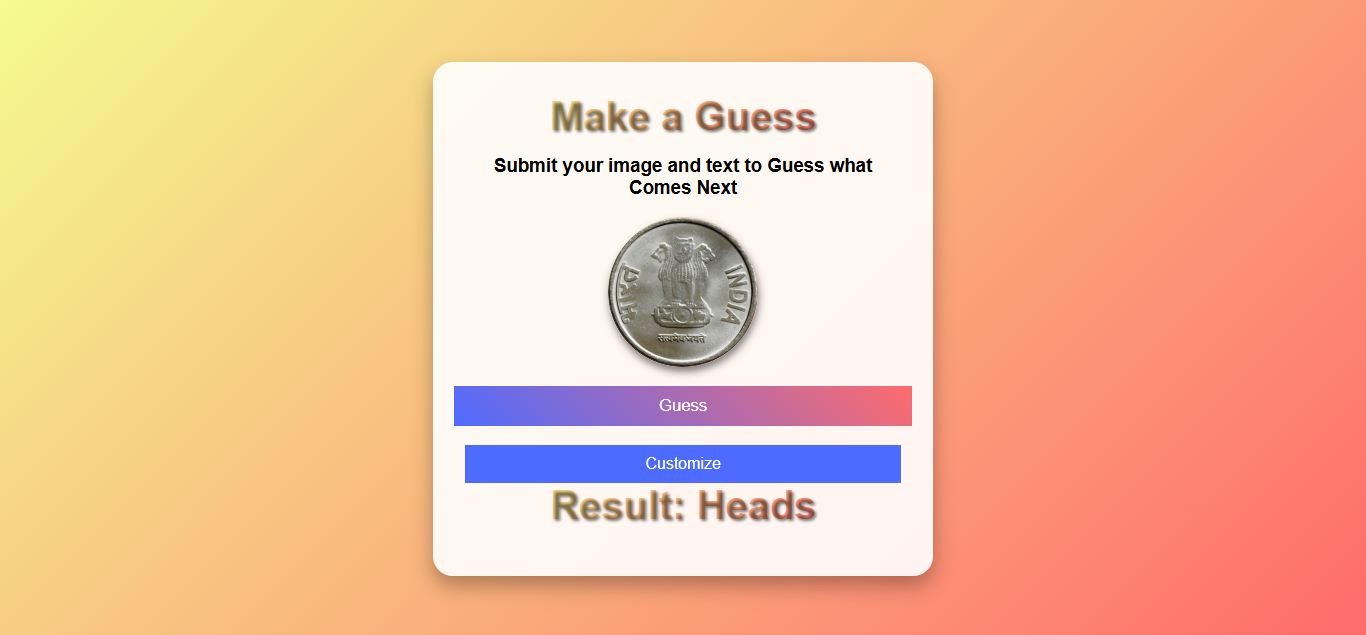 Make a Guess
Submit your image and text to Guess what
Comes Next
भारत
INDIA
सत्यमेव जयते
Guess
Customize
Result: Heads